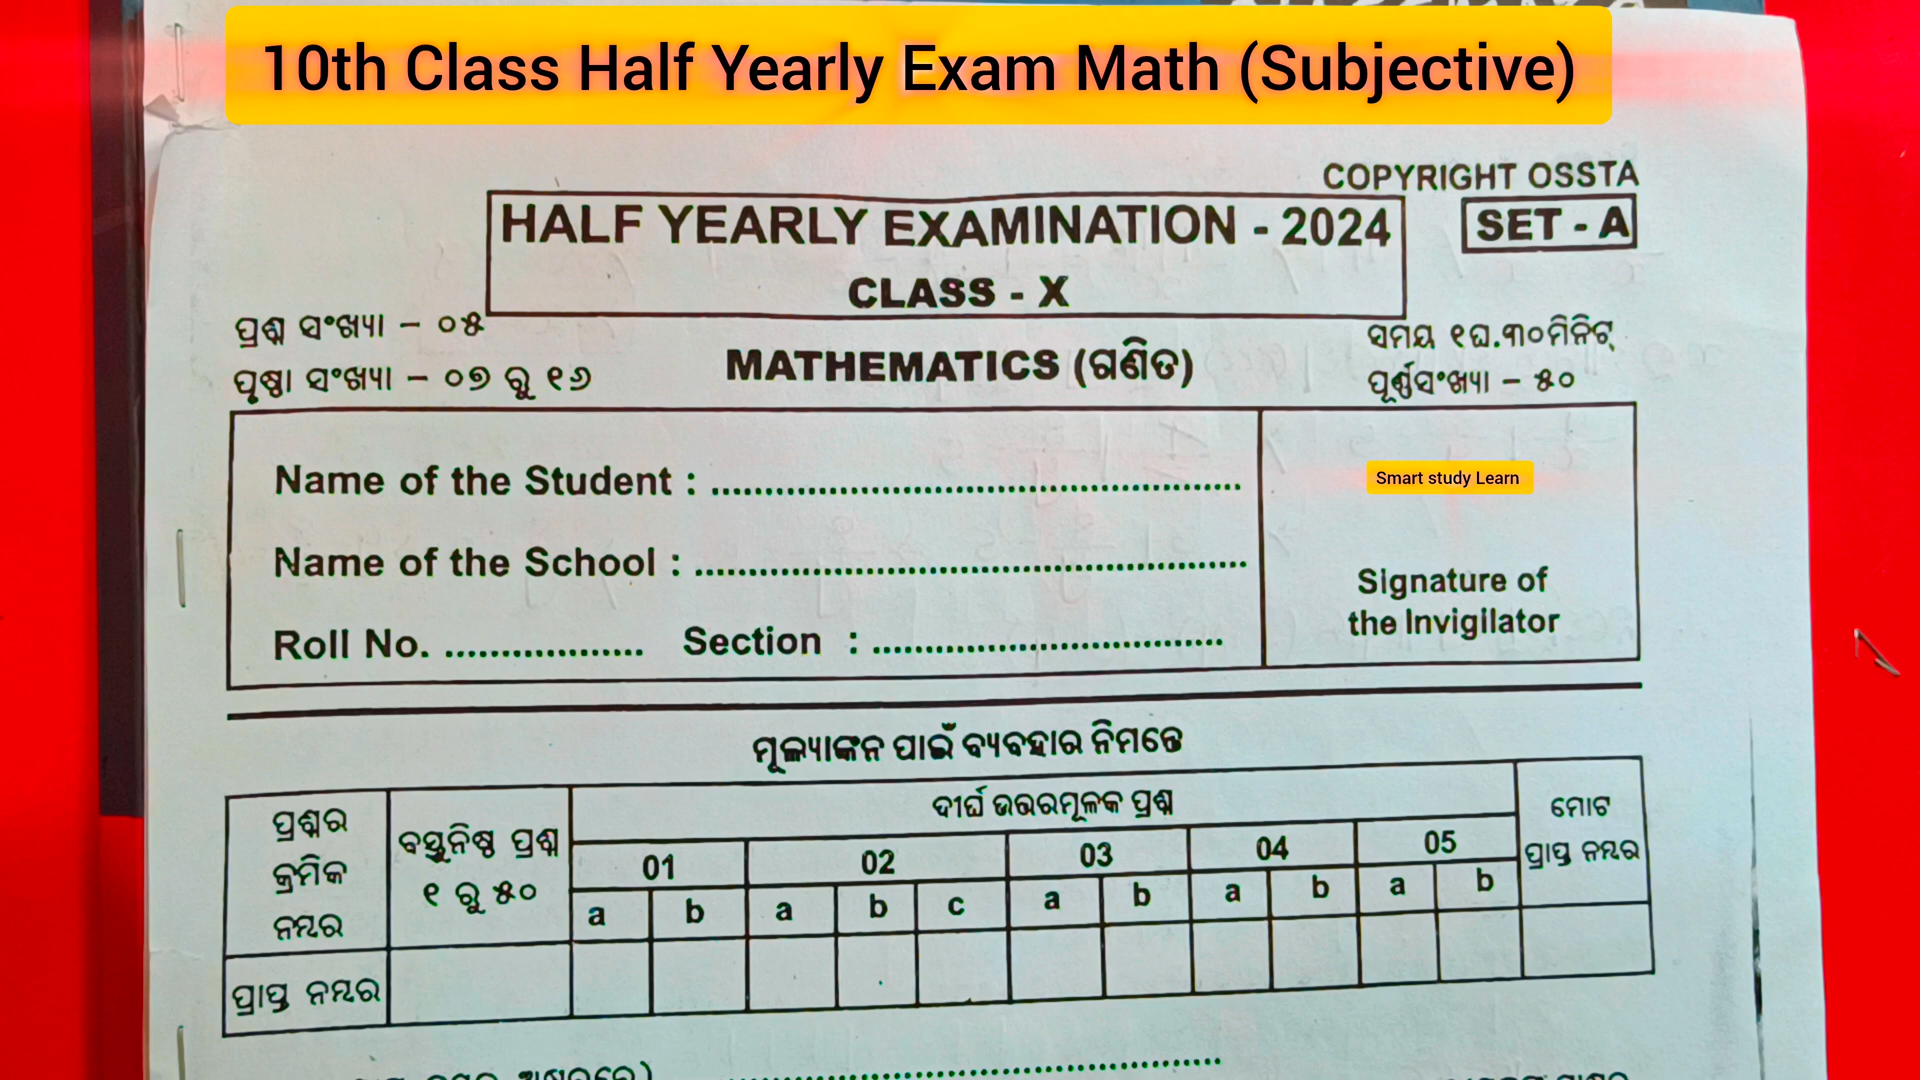 10th Class Half Yearly Exam Math (Subjective)
COPYRIGHT OSSTA
HALF YEARLY EXAMINATION - 2024
SET - A
CLASS - X
ପ୍ରଶ୍ନ ସଂଖ୍ୟା – ୦୫
ସମୟ ୧ଘ.୩୦ମିନିଟ୍
MATHEMATICS (ଗଣିତ)
ପୃଷ୍ଠା ସଂଖ୍ୟା – ୦୭ ରୁ ୧୬
ପୂର୍ଣ୍ଣସଂଖ୍ୟା – ୫୦
Name of the Student :
Smart study Learn
Name of the School :
Signature of
the Invigilator
Roll No. Section :
ମୂଲ୍ୟାଙ୍କନ ପାଇଁ ବ୍ୟବହାର ନିମନ୍ତେ
ପ୍ରଶ୍ନର
କ୍ରମିକ
ନମ୍ବର
ବସ୍ତୁନିଷ୍ଠ ପ୍ରଶ୍ନ
୧ ରୁ ୫୦
ଦୀର୍ଘ ଉତ୍ତରମୂଳକ ପ୍ରଶ୍ନ
ମୋଟ
ପ୍ରାପ୍ତ ନମ୍ବର
01 02 03 04 05
a b a b c a b a b a b
ପ୍ରାପ୍ତ ନମ୍ବର